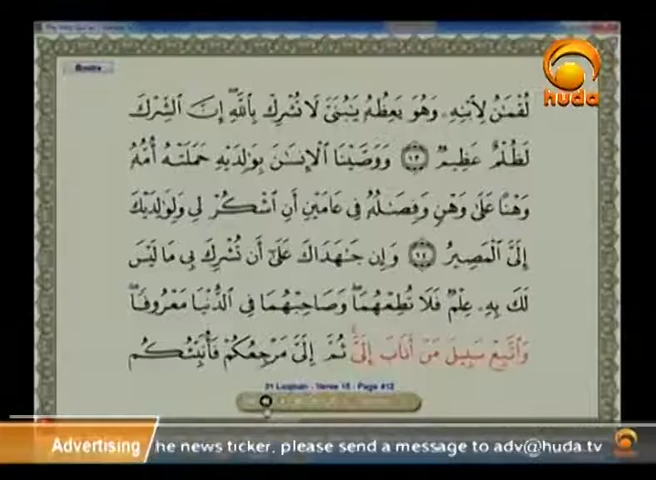 huda
لُقْمَٰنُ لِٱبْنِهِۦ وَهُوَ يَعِظُهُۥ يَٰبُنَىَّ لَا تُشْرِكْ بِٱللَّهِ ۖ إِنَّ ٱلشِّرْكَ
لَظُلْمٌ عَظِيمٌ ١٣ وَوَصَّيْنَا ٱلْإِنسَٰنَ بِوَٰلِدَيْهِ حَمَلَتْهُ أُمُّهُۥ
وَهْنًا عَلَىٰ وَهْنٍ وَفِصَٰلُهُۥ فِى عَامَيْنِ أَنِ ٱشْكُرْ لِى وَلِوَٰلِدَيْكَ
إِلَىَّ ٱلْمَصِيرُ ١٤ وَإِن جَٰهَدَاكَ عَلَىٰٓ أَن تُشْرِكَ بِى مَا لَيْسَ
لَكَ بِهِۦ عِلْمٌ فَلَا تُطِعْهُمَا ۖ وَصَاحِبْهُمَا فِى ٱلدُّنْيَا مَعْرُوفًا ۖ
وَٱتَّبِعْ سَبِيلَ مَنْ أَنَابَ إِلَىَّ ۚ ثُمَّ إِلَىَّ مَرْجِعُكُمْ فَأُنَبِّئُكُم
31 Luqman - Verse 15 - Page 412
Advertising he news ticker, please send a message to adv@huda.tv